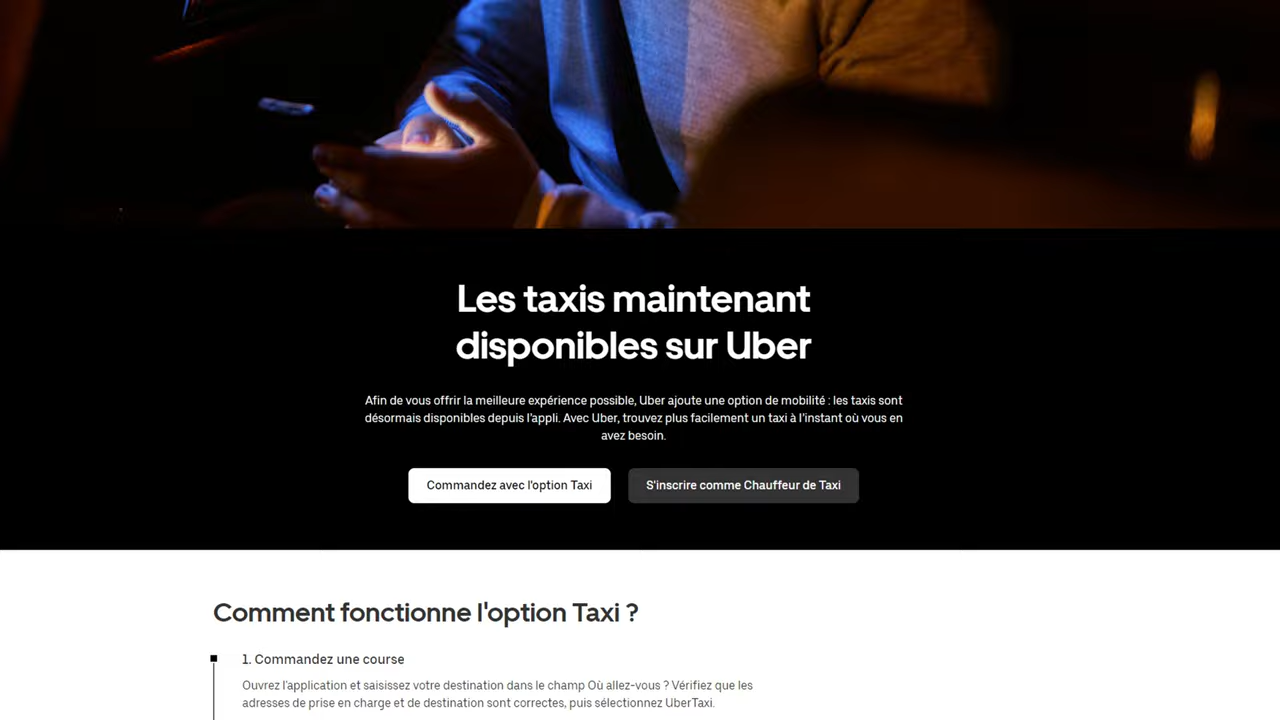 Les taxis maintenant
disponibles sur Uber
Afin de vous offrir la meilleure expérience possible, Uber ajoute une option de mobilité : les taxis sont
désormais disponibles depuis l'appli. Avec Uber, trouvez plus facilement un taxi à l'instant où vous en
avez besoin.
Commandez avec l'option Taxi
S'inscrire comme Chauffeur de Taxi
Comment fonctionne l'option Taxi ?
1. Commandez une course
Ouvrez l'application et saisissez votre destination dans le champ Où allez-vous ? Vérifiez que les
adresses de prise en charge et de destination sont correctes, puis sélectionnez UberTaxi.